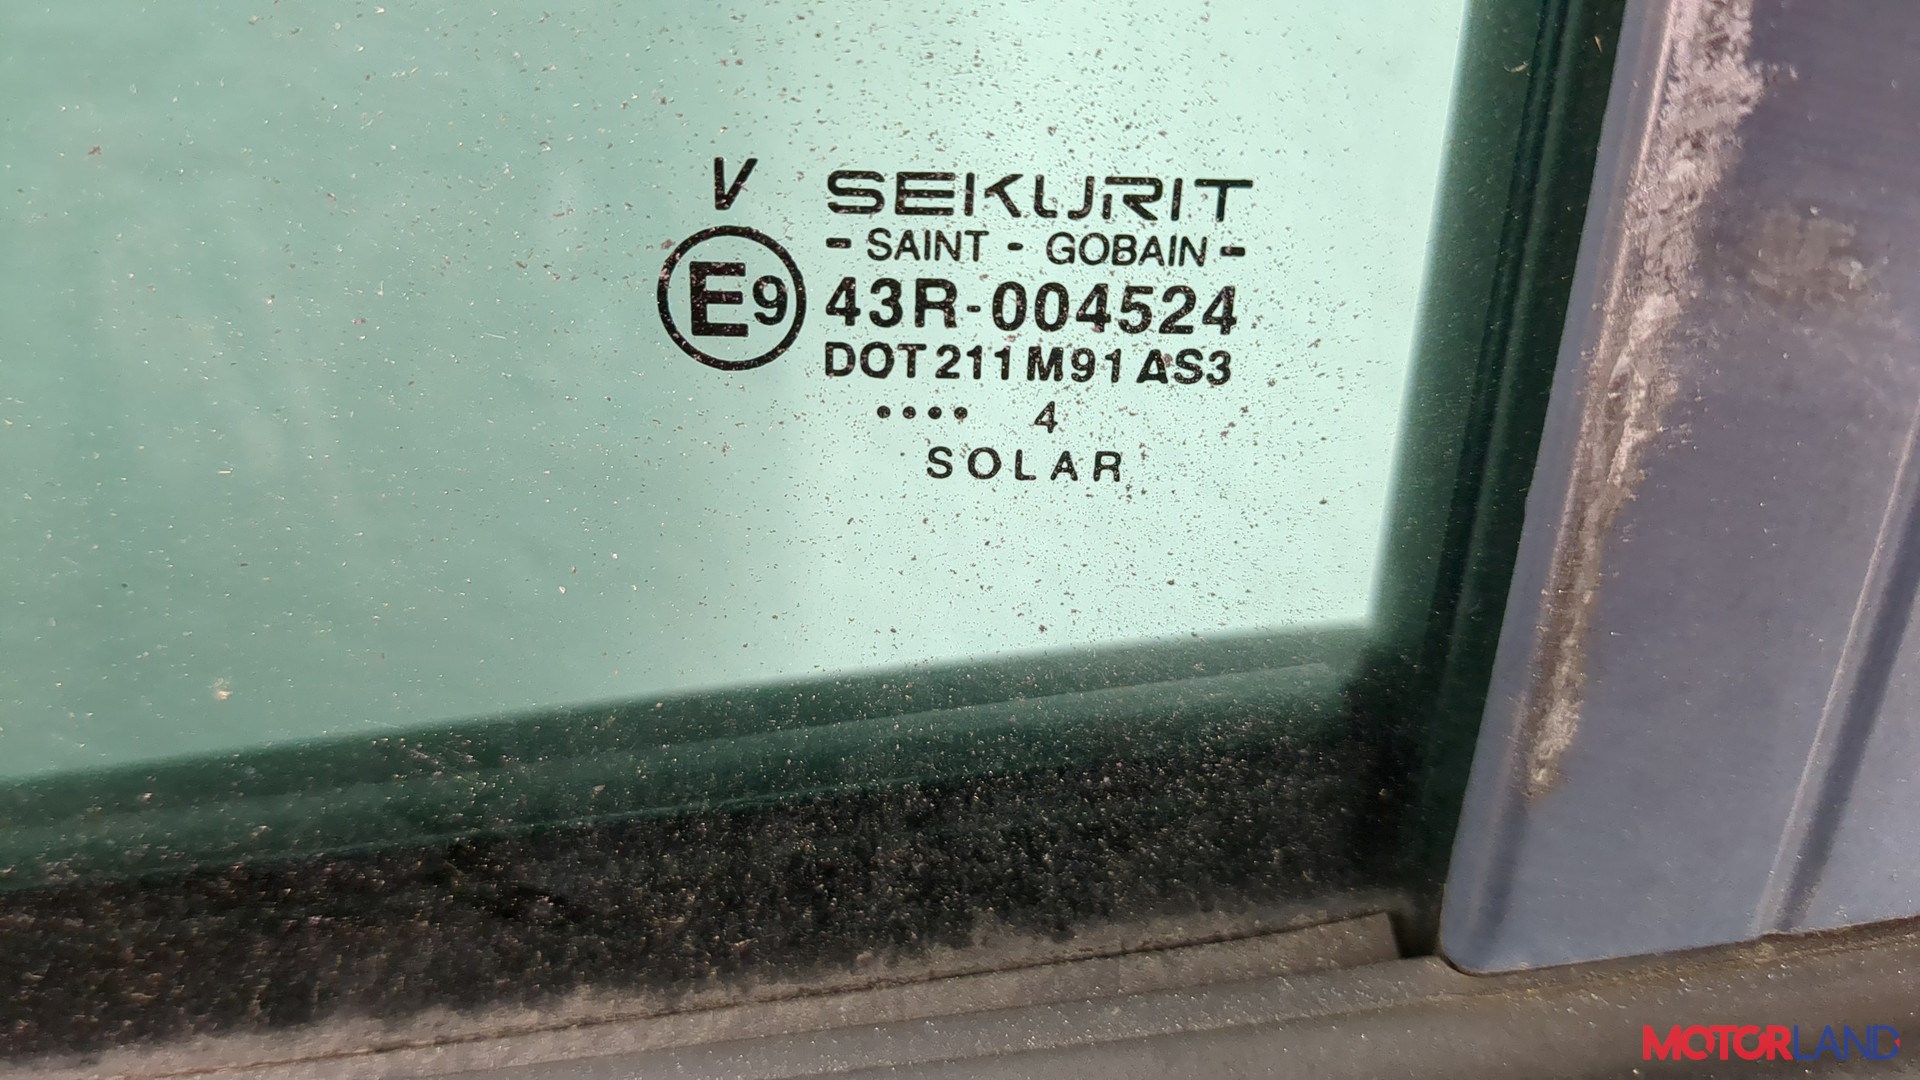 V SEKURIT
- SAINT - GOBAIN -
E9 43R-004524
DOT 211 M91 AS3
•••• 4
SOLAR
MOTORLAND